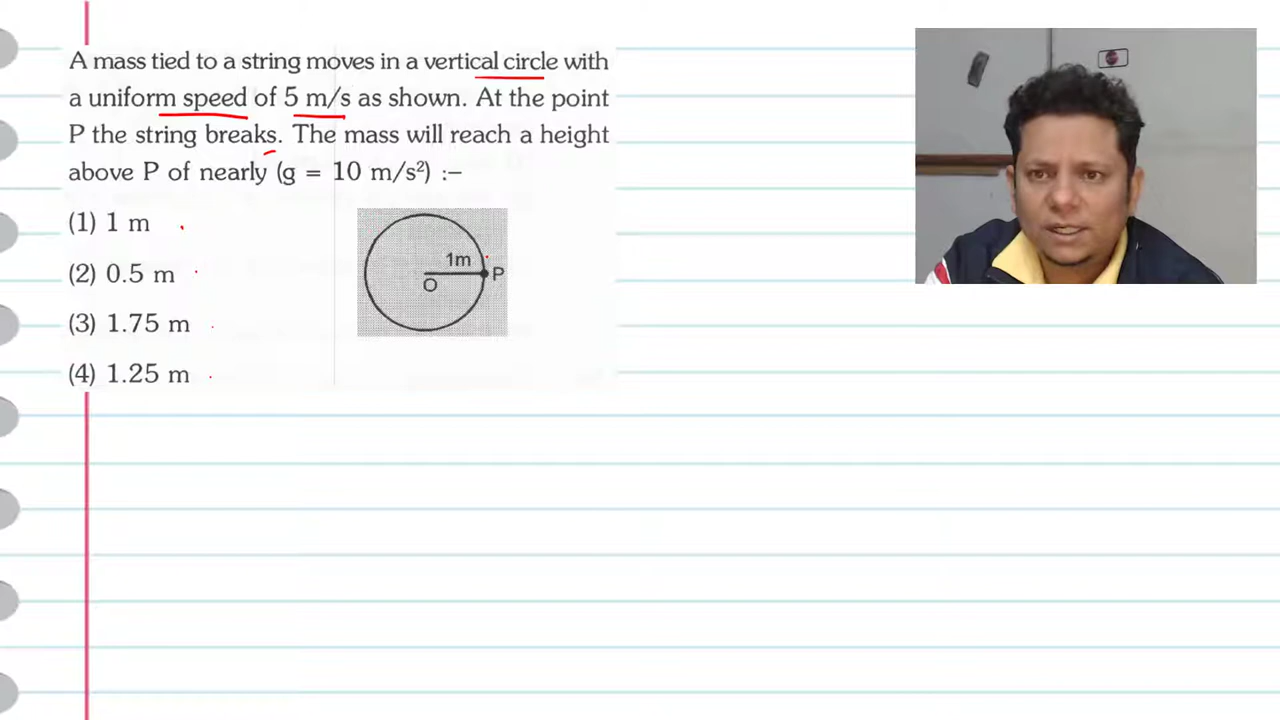 A mass tied to a string moves in a vertical circle with
a uniform speed of 5 m/s as shown. At the point
P the string breaks. The mass will reach a height
above P of nearly (g = 10 m/s²) :–
(1) 1 m
(2) 0.5 m
(3) 1.75 m
(4) 1.25 m
1m
O
P